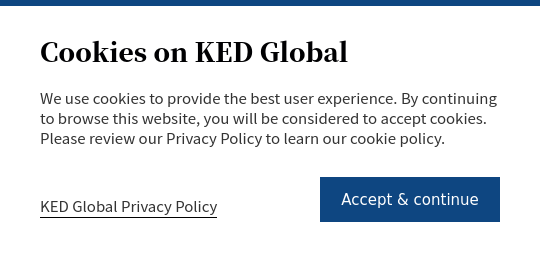 Cookies on KED Global
We use cookies to provide the best user experience. By continuing
to browse this website, you will be considered to accept cookies.
Please review our Privacy Policy to learn our cookie policy.
KED Global Privacy Policy
Accept & continue